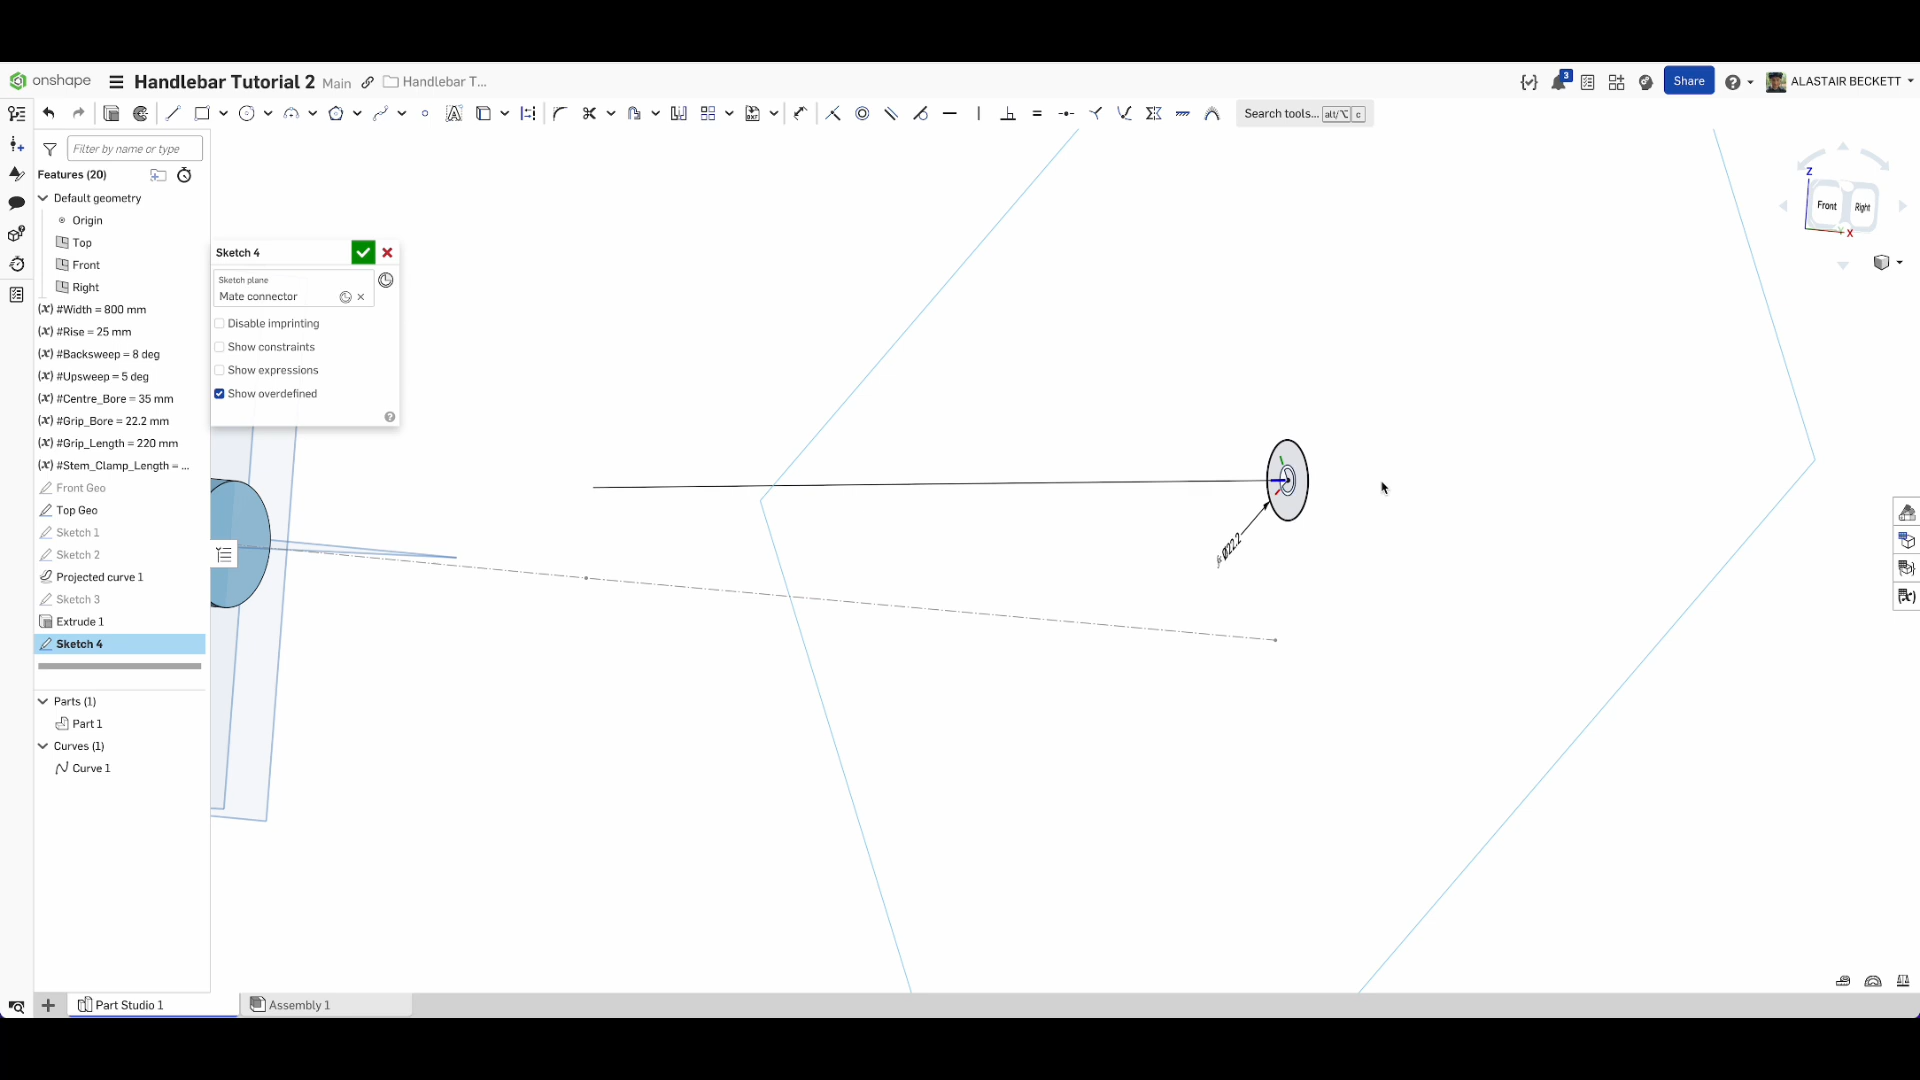 onshape
Handlebar Tutorial 2 Main Handlebar T...
3
Share
ALASTAIR BECKETT
Search tools... alt/⌥ c
Filter by name or type
Features (20)
Default geometry
Origin
Top
Front
Right
(x) #Width = 800 mm
(x) #Rise = 25 mm
(x) #Backsweep = 8 deg
(x) #Upsweep = 5 deg
(x) #Centre_Bore = 35 mm
(x) #Grip_Bore = 22.2 mm
(x) #Grip_Length = 220 mm
(x) #Stem_Clamp_Length = ...
Front Geo
Top Geo
Sketch 1
Sketch 2
Projected curve 1
Sketch 3
Extrude 1
Sketch 4
Parts (1)
Part 1
Curves (1)
Curve 1
Sketch 4
Sketch plane
Mate connector
Disable imprinting
Show constraints
Show expressions
Show overdefined
Ø22.2
Z
Front
Right
X
Part Studio 1
Assembly 1